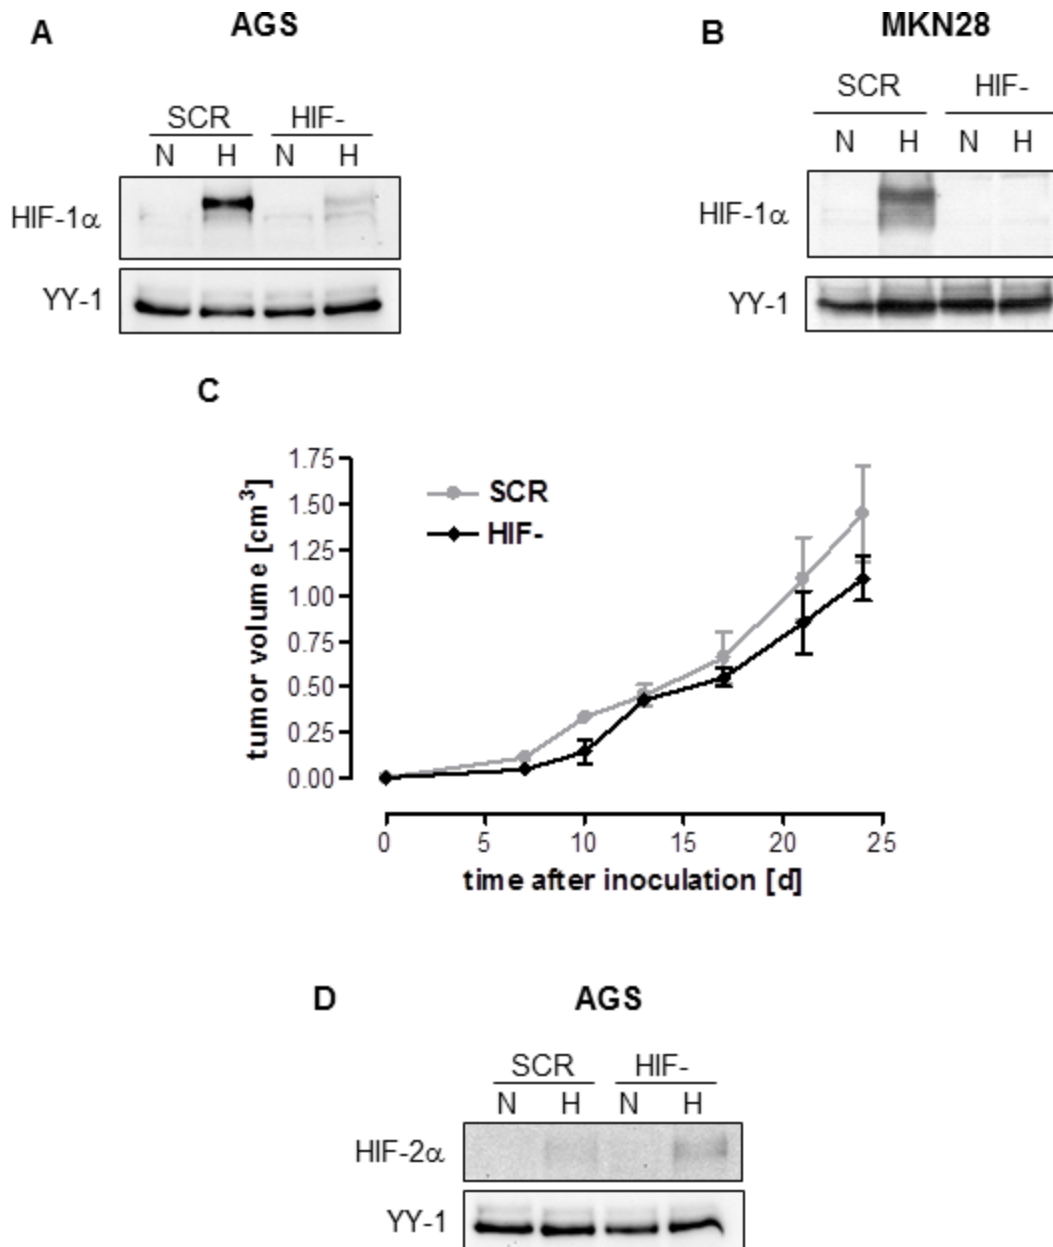 A AGS
SCR HIF-
N H N H
HIF-1α
YY-1
B MKN28
SCR HIF-
N H N H
HIF-1α
YY-1
C
1.75
1.50
1.25
1.00
0.75
0.50
0.25
0.00
tumor volume [cm³]
SCR
HIF-
0 5 10 15 20 25
time after inoculation [d]
D AGS
SCR HIF-
N H N H
HIF-2α
YY-1